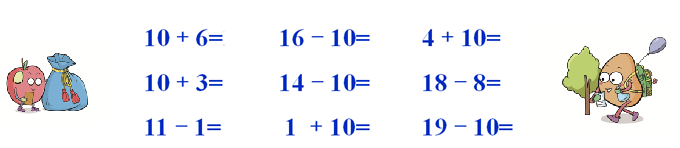 10 + 6= 16 − 10= 4 + 10=
10 + 3= 14 − 10= 18 − 8=
11 − 1= 1 + 10= 19 − 10=